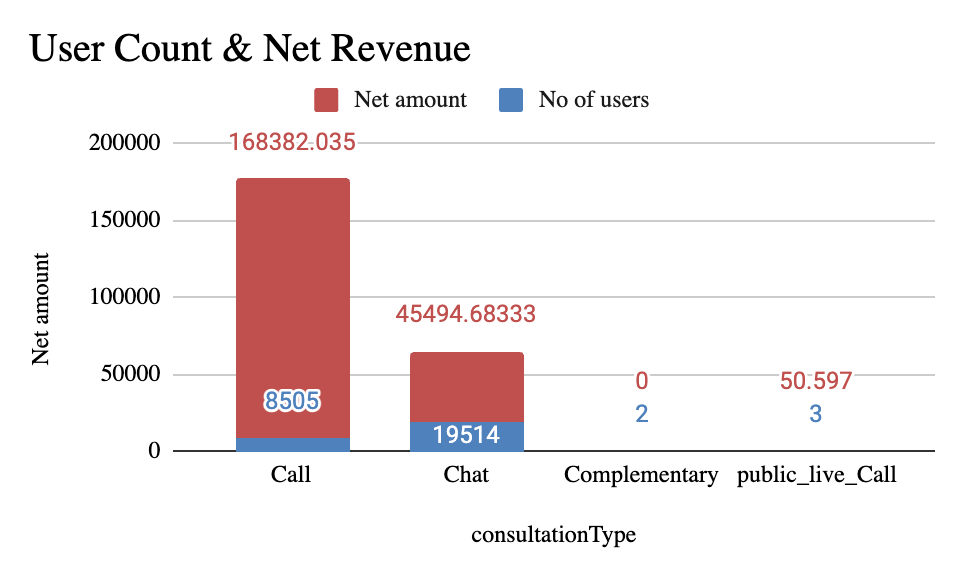 User Count & Net Revenue
Net amount No of users
200000
168382.035
150000
100000
45494.68333
50000
0
50.597
8505
2
3
19514
0
Call Chat Complementary public_live_Call
Net amount
consultationType